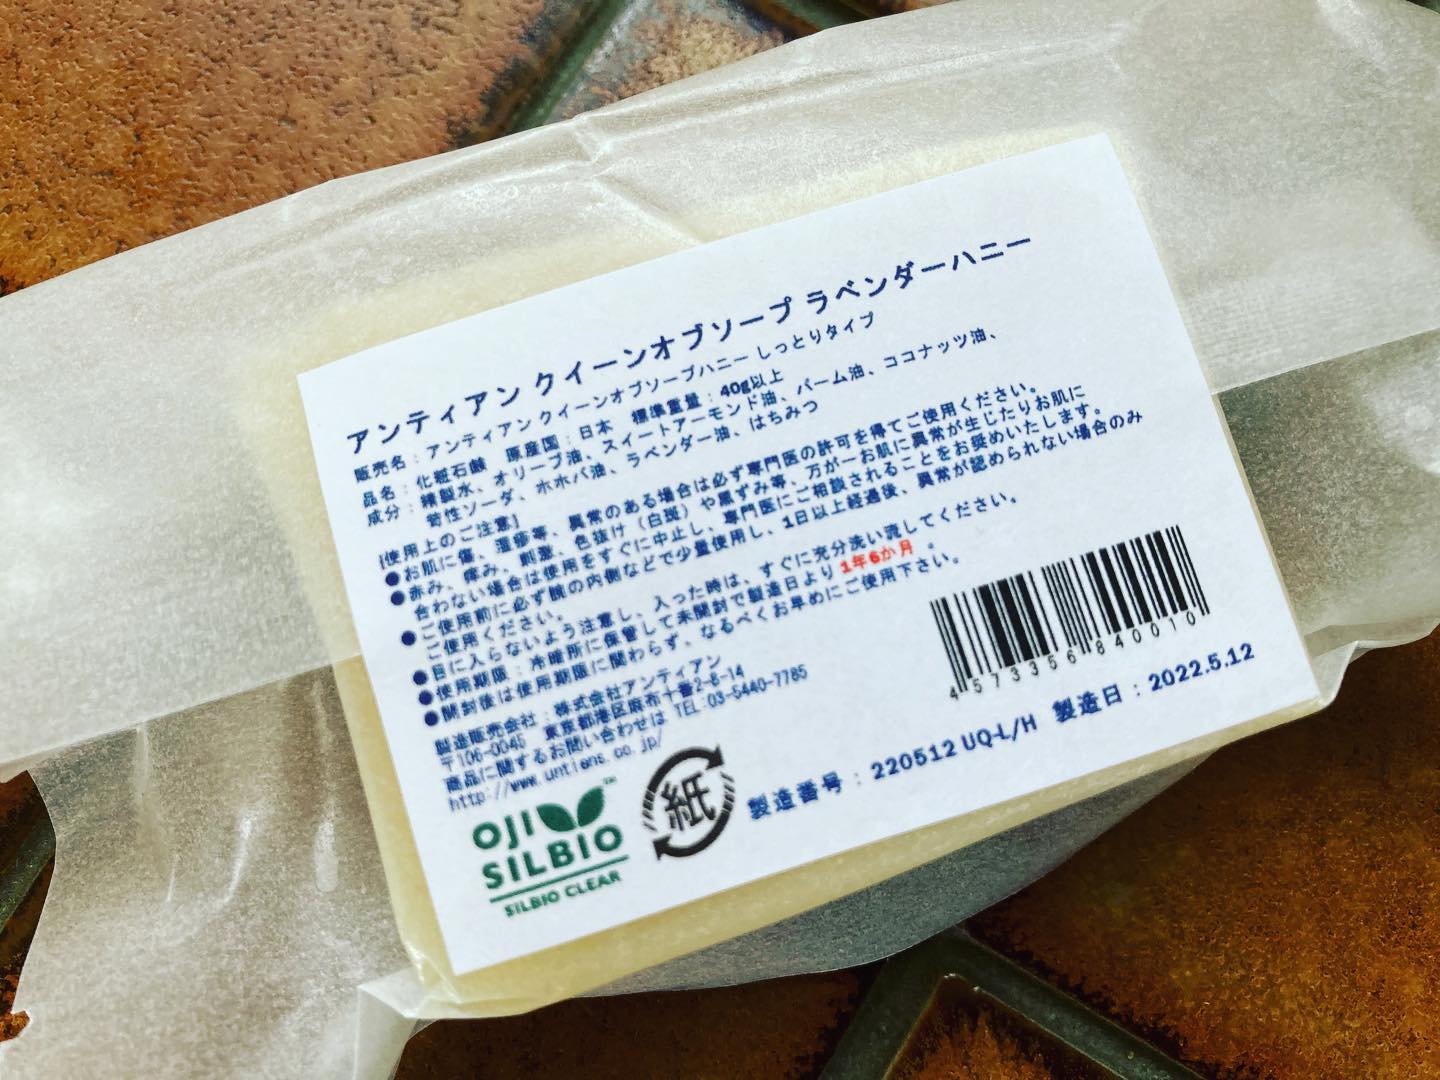 アンティアン クイーンオブソープ ラベンダーハニー
販売名：アンティアン クイーンオブソープハニー しっとりタイプ
品名：化粧石鹸　原産国：日本　標準重量：40g以上
成分：精製水、オリーブ油、スイートアーモンド油、パーム油、ココナッツ油、
苛性ソーダ、ホホバ油、ラベンダー油、はちみつ
[使用上のご注意]
●お肌に傷、湿疹等、異常のある場合は必ず専門医の許可を得てご使用ください。
●赤み、痒み、刺激、色抜け（白斑）や黒ずみ等、万が一お肌に異常が生じたりお肌に
合わない場合は使用をすぐに中止し、専門医にご相談されることをお奨めいたします。
●ご使用前に必ず腕の内側などで少量使用し、1日以上経過後、異常が認められない場合のみ
ご使用ください。
●目に入らないよう注意し、入った時は、すぐに充分洗い流してください。
●使用期限：冷暗所に保管して未開封で製造日より1年6か月。
●開封後は使用期限に関わらず、なるべくお早めにご使用下さい。
製造販売会社：株式会社アンティアン
〒106-0045　東京都港区麻布十番2-8-14
商品に関するお問い合わせは TEL:03-5440-7785
http://www.untiens.co.jp/
4573356840010
OJI
SILBIO™
SILBIO CLEAR
紙
製造番号：220512 UQ-L/H　製造日：2022.5.12